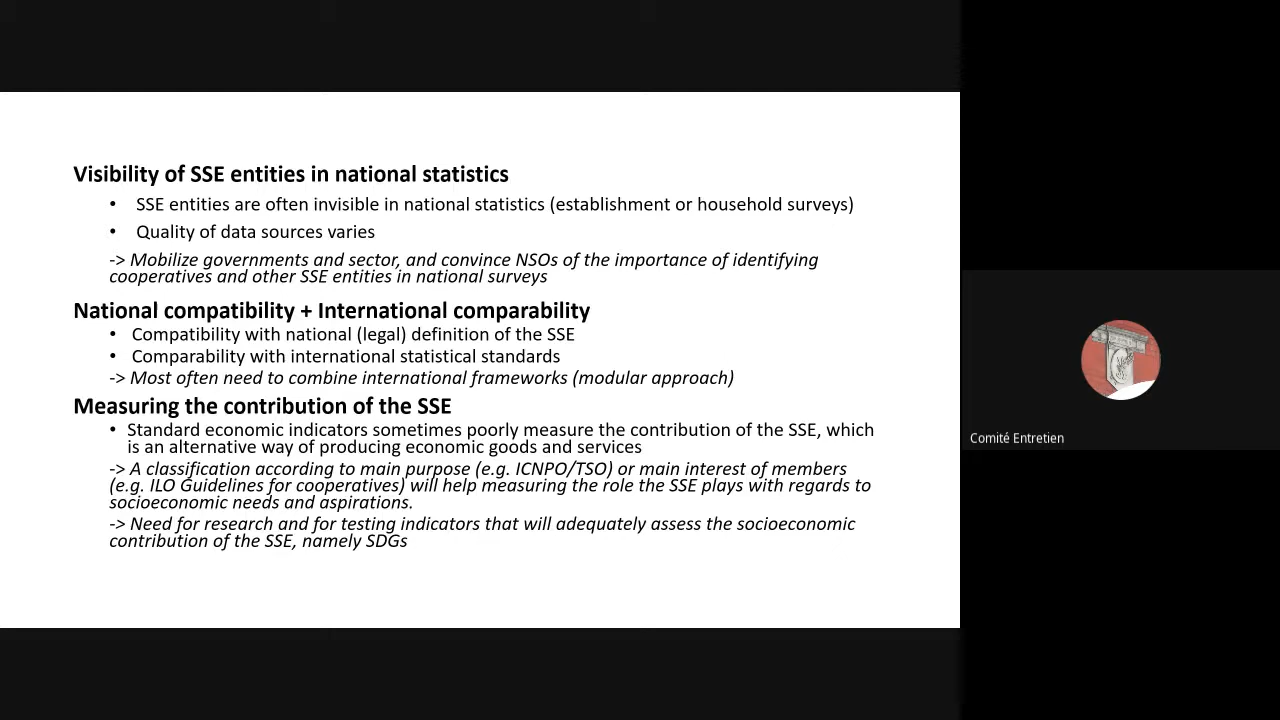 Visibility of SSE entities in national statistics
• SSE entities are often invisible in national statistics (establishment or household surveys)
• Quality of data sources varies
-> Mobilize governments and sector, and convince NSOs of the importance of identifying
cooperatives and other SSE entities in national surveys
National compatibility + International comparability
• Compatibility with national (legal) definition of the SSE
• Comparability with international statistical standards
-> Most often need to combine international frameworks (modular approach)
Measuring the contribution of the SSE
• Standard economic indicators sometimes poorly measure the contribution of the SSE, which
is an alternative way of producing economic goods and services
-> A classification according to main purpose (e.g. ICNPO/TSO) or main interest of members
(e.g. ILO Guidelines for cooperatives) will help measuring the role the SSE plays with regards to
socioeconomic needs and aspirations.
-> Need for research and for testing indicators that will adequately assess the socioeconomic
contribution of the SSE, namely SDGs
Comité Entretien